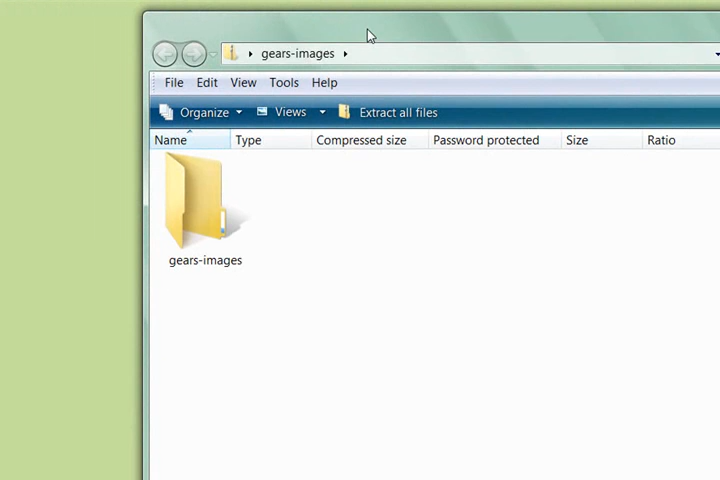 gears-images
File Edit View Tools Help
Organize Views Extract all files
Name Type Compressed size Password protected Size Ratio
gears-images